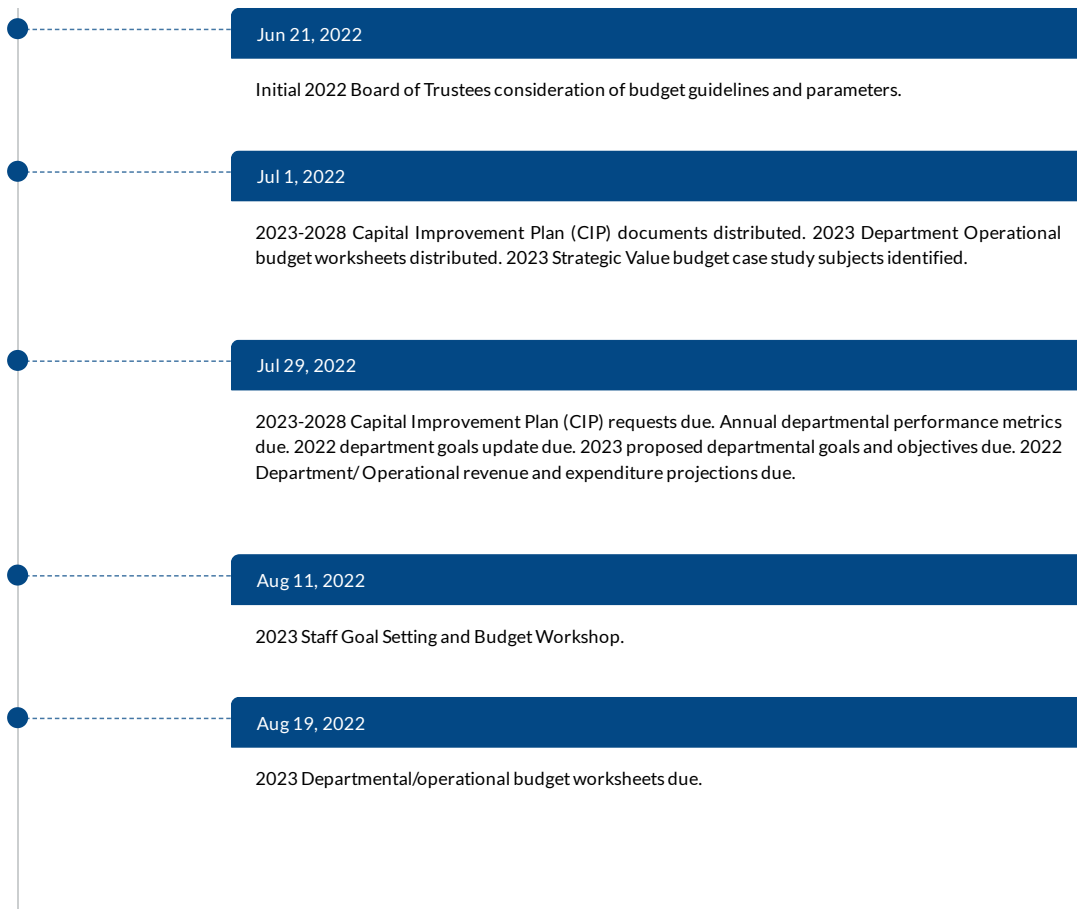 Jun 21, 2022
Initial 2022 Board of Trustees consideration of budget guidelines and parameters.
Jul 1, 2022
2023-2028 Capital Improvement Plan (CIP) documents distributed. 2023 Department Operational
budget worksheets distributed. 2023 Strategic Value budget case study subjects identified.
Jul 29, 2022
2023-2028 Capital Improvement Plan (CIP) requests due. Annual departmental performance metrics
due. 2022 department goals update due. 2023 proposed departmental goals and objectives due. 2022
Department/ Operational revenue and expenditure projections due.
Aug 11, 2022
2023 Staff Goal Setting and Budget Workshop.
Aug 19, 2022
2023 Departmental/operational budget worksheets due.